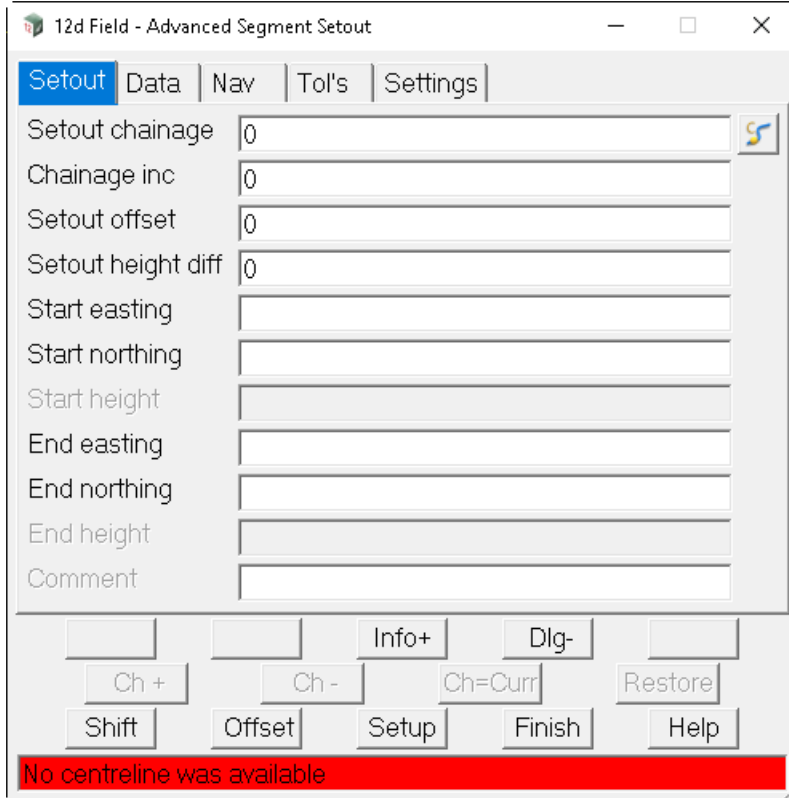 12d Field - Advanced Segment Setout
Setout Data Nav Tol's Settings
Setout chainage 0
Chainage inc 0
Setout offset 0
Setout height diff 0
Start easting
Start northing
Start height
End easting
End northing
End height
Comment
Info+ Dlg-
Ch + Ch - Ch=Curr Restore
Shift Offset Setup Finish Help
No centreline was available